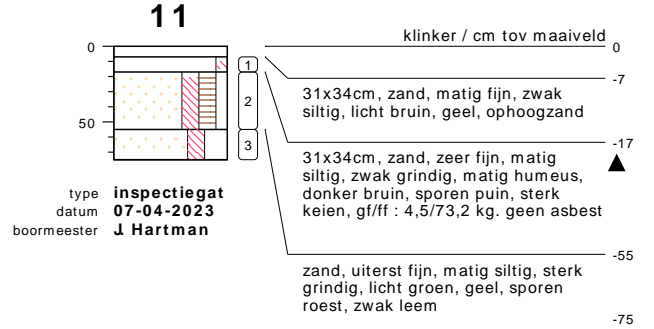 11
klinker / cm tov maaiveld
0
0
-7
1
31x34cm, zand, matig fijn, zwak
siltig, licht bruin, geel, ophoogzand
2
50
-17
3
31x34cm, zand, zeer fijn, matig
siltig, zwak grindig, matig humeus,
donker bruin, sporen puin, sterk
keien, gf/ff : 4,5/73,2 kg. geen asbest
type inspectiegat
datum 07-04-2023
boormeester J. Hartman
-55
zand, uiterst fijn, matig siltig, sterk
grindig, licht groen, geel, sporen
roest, zwak leem
-75